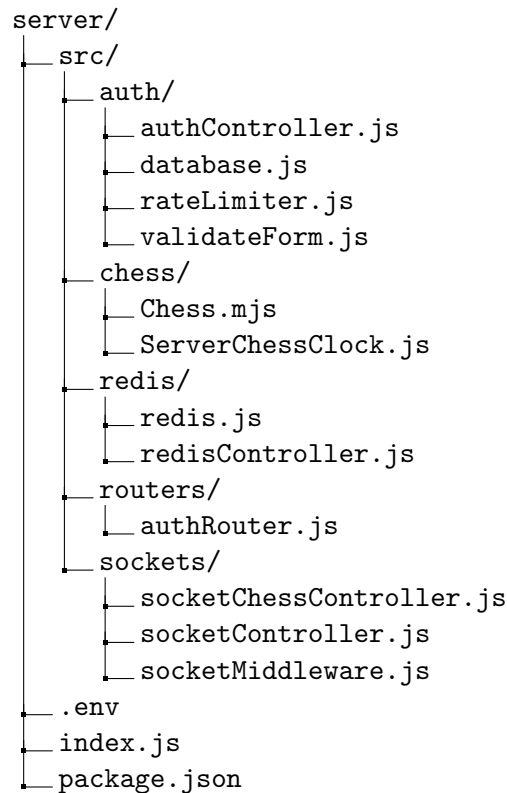 server/
src/
auth/
authController.js
database.js
rateLimiter.js
validateForm.js
chess/
Chess.mjs
ServerChessClock.js
redis/
redis.js
redisController.js
routers/
authRouter.js
sockets/
socketChessController.js
socketController.js
socketMiddleware.js
.env
index.js
package.json